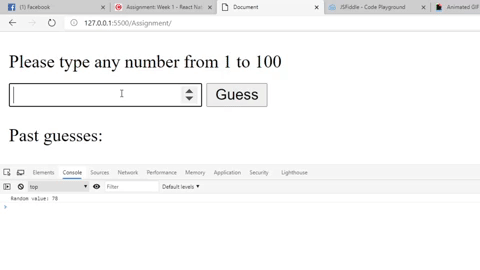 Facebook
Assignment: Week 1 - React Nat
Document
JSFiddle - Code Playground
Animated GIF
127.0.0.1:5500/Assignment/
Please type any number from 1 to 100
Guess
Past guesses:
Elements Console Sources Network Performance Memory Application Security Lighthouse
top Filter Default levels
Random value: 78